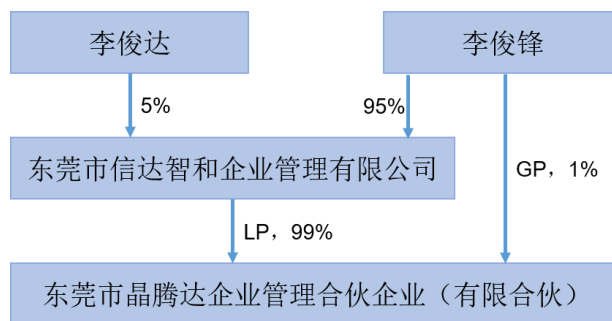 李俊达
李俊锋
5%
95%
东莞市信达智和企业管理有限公司
GP，1%
LP，99%
东莞市晶腾达企业管理合伙企业（有限合伙）